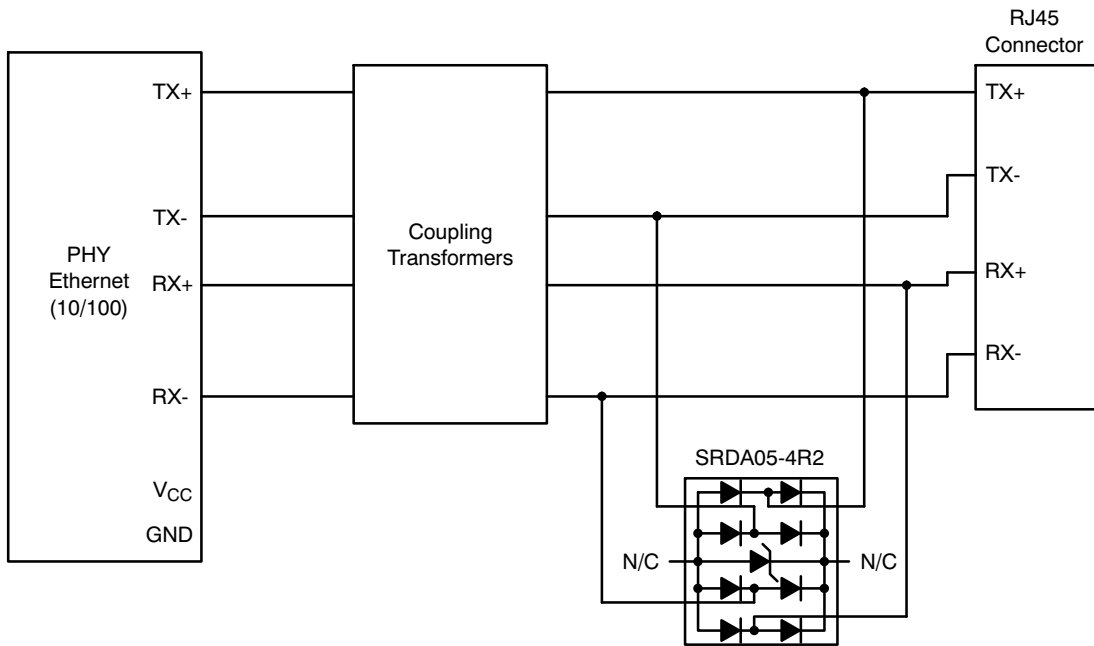 RJ45
Connector
TX+
TX-
RX+
RX-
PHY
Ethernet
(10/100)
VCC
GND
Coupling
Transformers
TX+
TX-
RX+
RX-
SRDA05-4R2
N/C
N/C